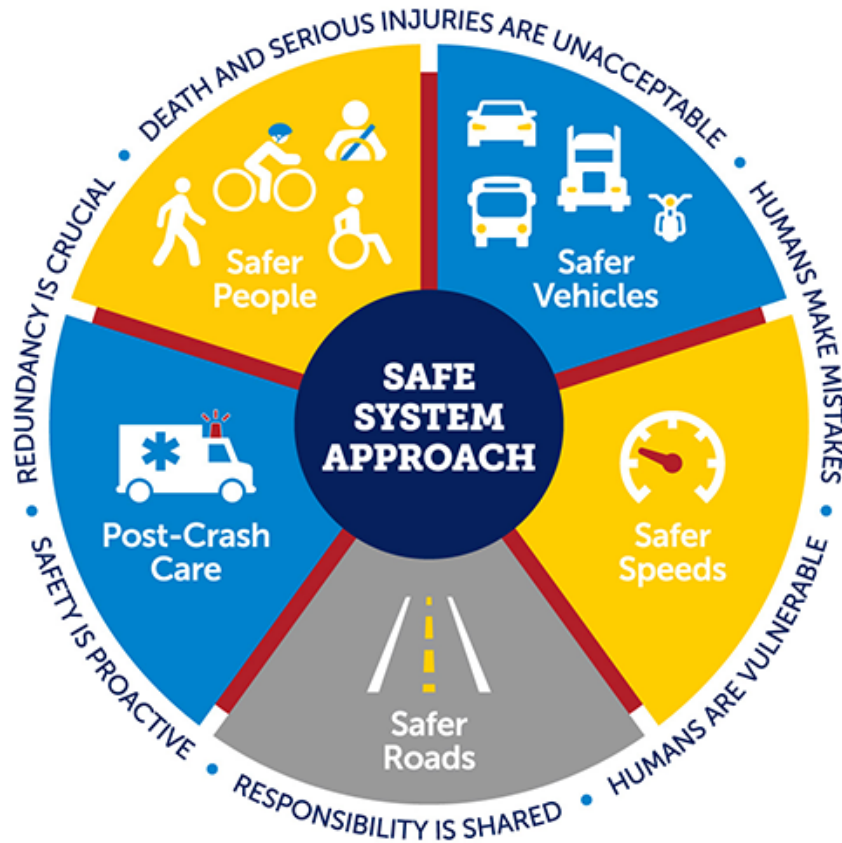 DEATH AND SERIOUS INJURIES ARE UNACCEPTABLE
HUMANS MAKE MISTAKES
HUMANS ARE VULNERABLE
RESPONSIBILITY IS SHARED
SAFETY IS PROACTIVE
REDUNDANCY IS CRUCIAL
Safer
People
Safer
Vehicles
SAFE
SYSTEM
APPROACH
Post-Crash
Care
Safer
Speeds
Safer
Roads